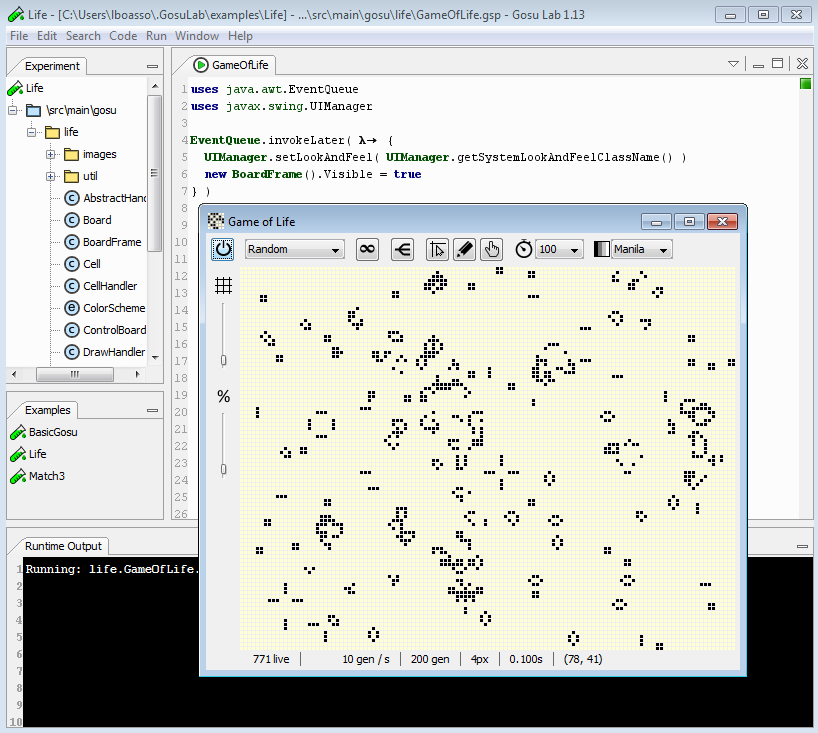 Life - [C:\Users\lboasso\.GosuLab\examples\Life] - ...\src\main\gosu\life\GameOfLife.gsp - Gosu Lab 1.13
File Edit Search Code Run Window Help
Experiment
Life
\src\main\gosu
life
images
util
C AbstractHand
C Board
C BoardFrame
C Cell
C CellHandler
e ColorScheme
C ControlBoard
C DrawHandler
Examples
BasicGosu
Life
Match3
GameOfLife
1 uses java.awt.EventQueue
2 uses javax.swing.UIManager
3
4 EventQueue.invokeLater( λ→ {
5 UIManager.setLookAndFeel( UIManager.getSystemLookAndFeelClassName() )
6 new BoardFrame().Visible = true
7 } )
8
9
10
11
12
13
14
15
16
17
18
19
20
21
22
23
24
25
26
Game of Life
Random ∞ 100 Manila
%
771 live 10 gen / s 200 gen 4px 0.100s (78, 41)
Runtime Output
1 Running: life.GameOfLife.
2
3
4
5
6
7
8
9
10